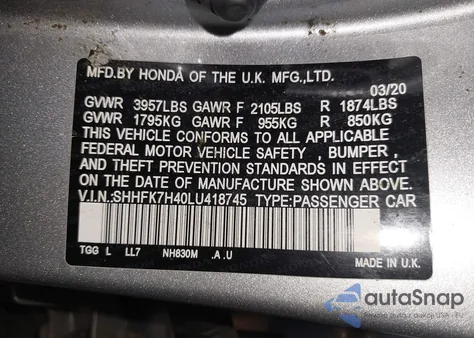 MFD.BY HONDA OF THE U.K. MFG.,LTD.
03/20
GVWR 3957LBS GAWR F 2105LBS R 1874LBS
GVWR 1795KG GAWR F 955KG R 850KG
THIS VEHICLE CONFORMS TO ALL APPLICABLE
FEDERAL MOTOR VEHICLE SAFETY , BUMPER ,
AND THEFT PREVENTION STANDARDS IN EFFECT
ON THE DATE OF MANUFACTURE SHOWN ABOVE.
V.I.N.:SHHFK7H40LU418745 TYPE:PASSENGER CAR
TGG L LL7 NH830M .A .U
MADE IN U.K.
autoSnap